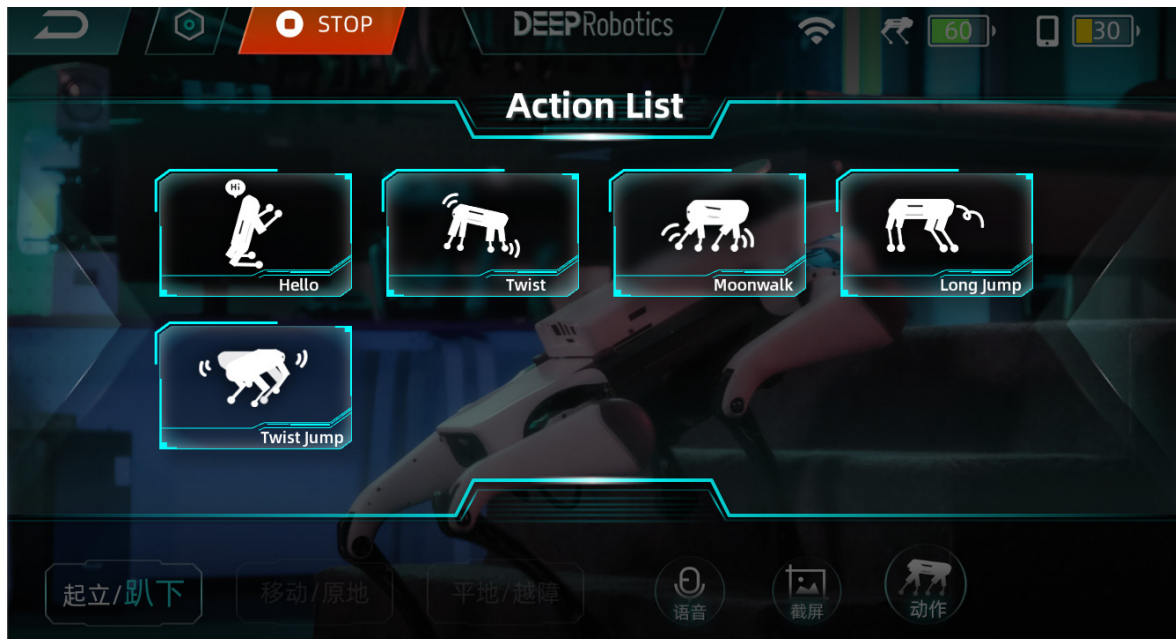 STOP
DEEPRobotics
60
30
Action List
Hi
Hello
Twist
Moonwalk
Long Jump
Twist Jump
起立/趴下
移动/原地
平地/越障
语音
截屏
动作